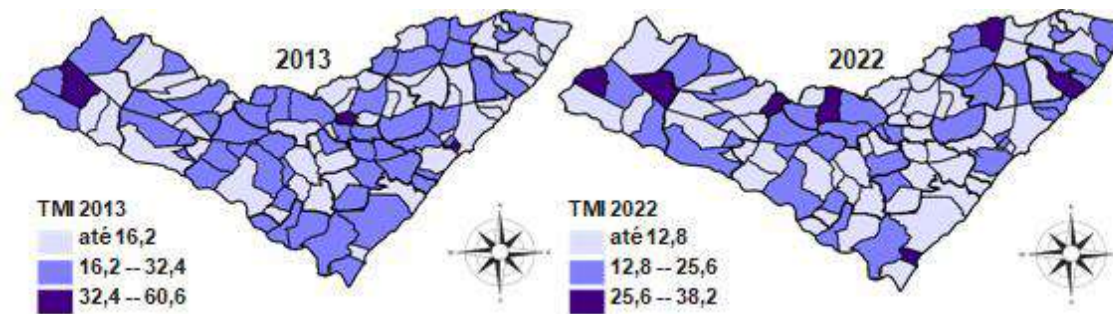 2013
TMI 2013
até 16,2
16,2 -- 32,4
32,4 -- 60,6
2022
TMI 2022
até 12,8
12,8 -- 25,6
25,6 -- 38,2